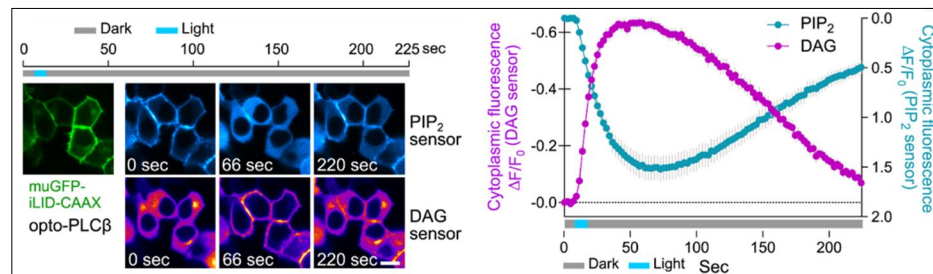 Dark Light
0 50 100 150 200 225 sec
PIP2
sensor
0 sec 66 sec 220 sec
muGFP-
iLID-CAAX
opto-PLCβ
DAG
sensor
0 sec 66 sec 220 sec
Cytoplasmic fluorescence
ΔF/F0 (DAG sensor)
-0.6
-0.4
-0.2
-0.0
PIP2
DAG
0.0
0.5
1.0
1.5
2.0
Cytoplasmic fluorescence
ΔF/F0 (PIP2 sensor)
0 50 100 150 200
Dark Light Sec